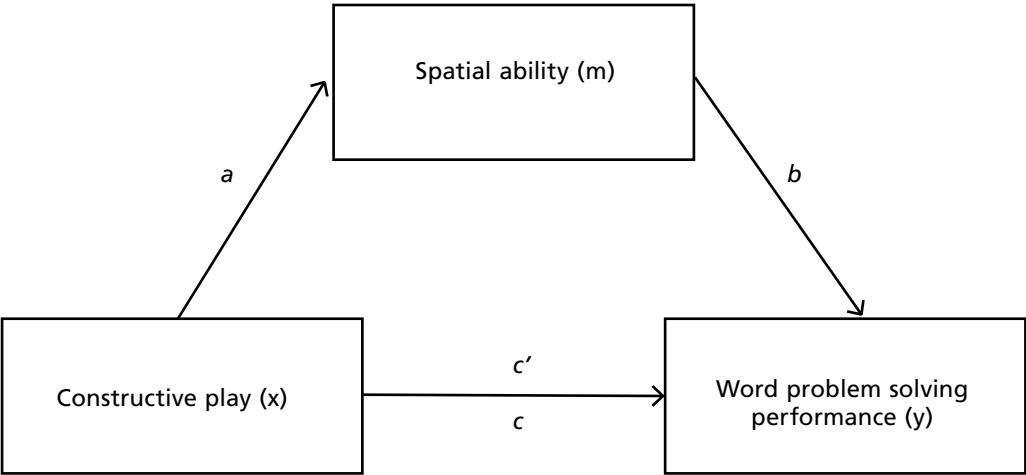 Spatial ability (m)
a
b
c’
Constructive play (x)
c
Word problem solving
performance (y)